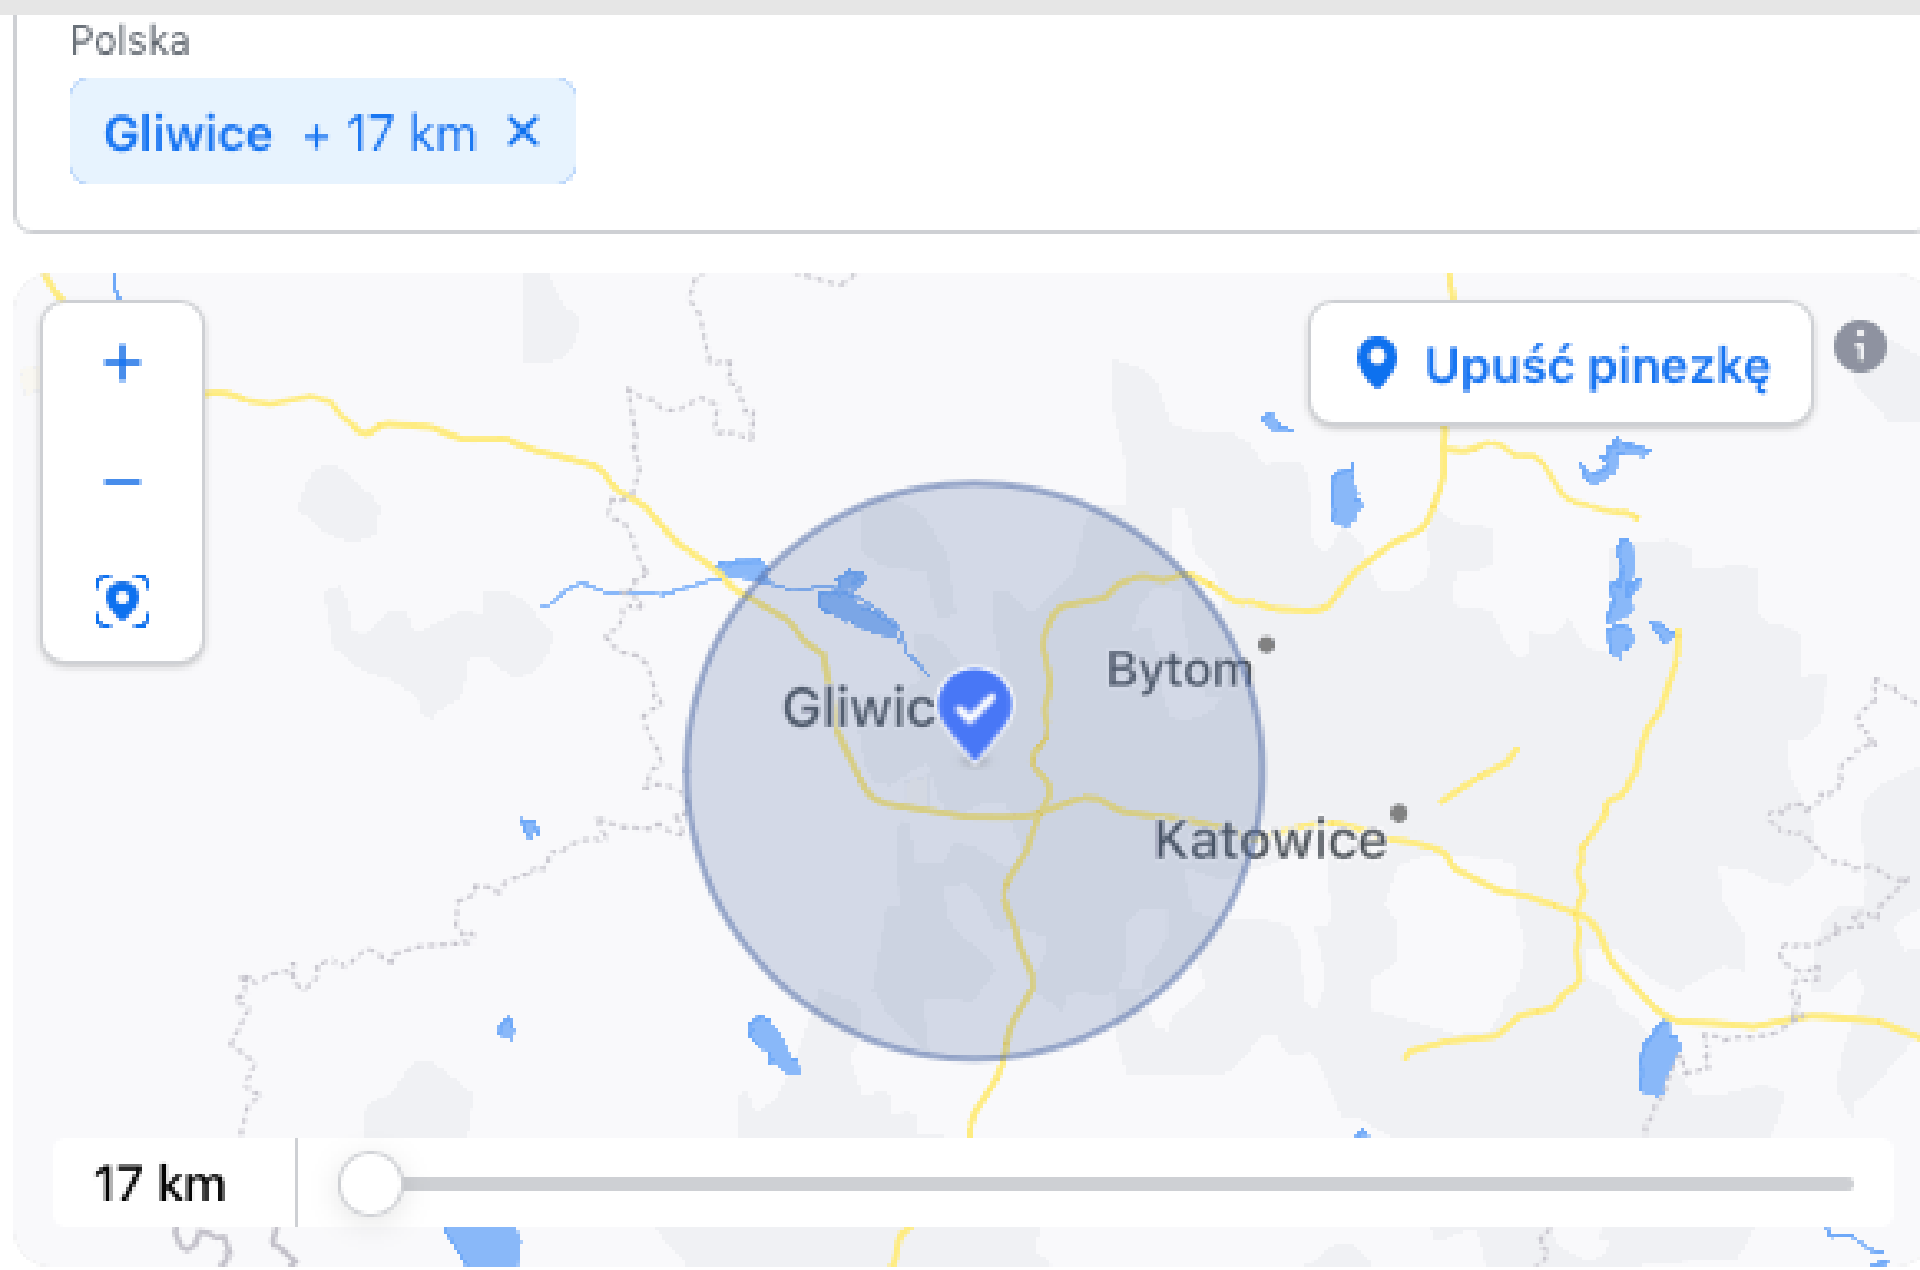 Polska
Gliwice + 17 km
Upuść pinezkę
Bytom
Gliwic
Katowice
17 km